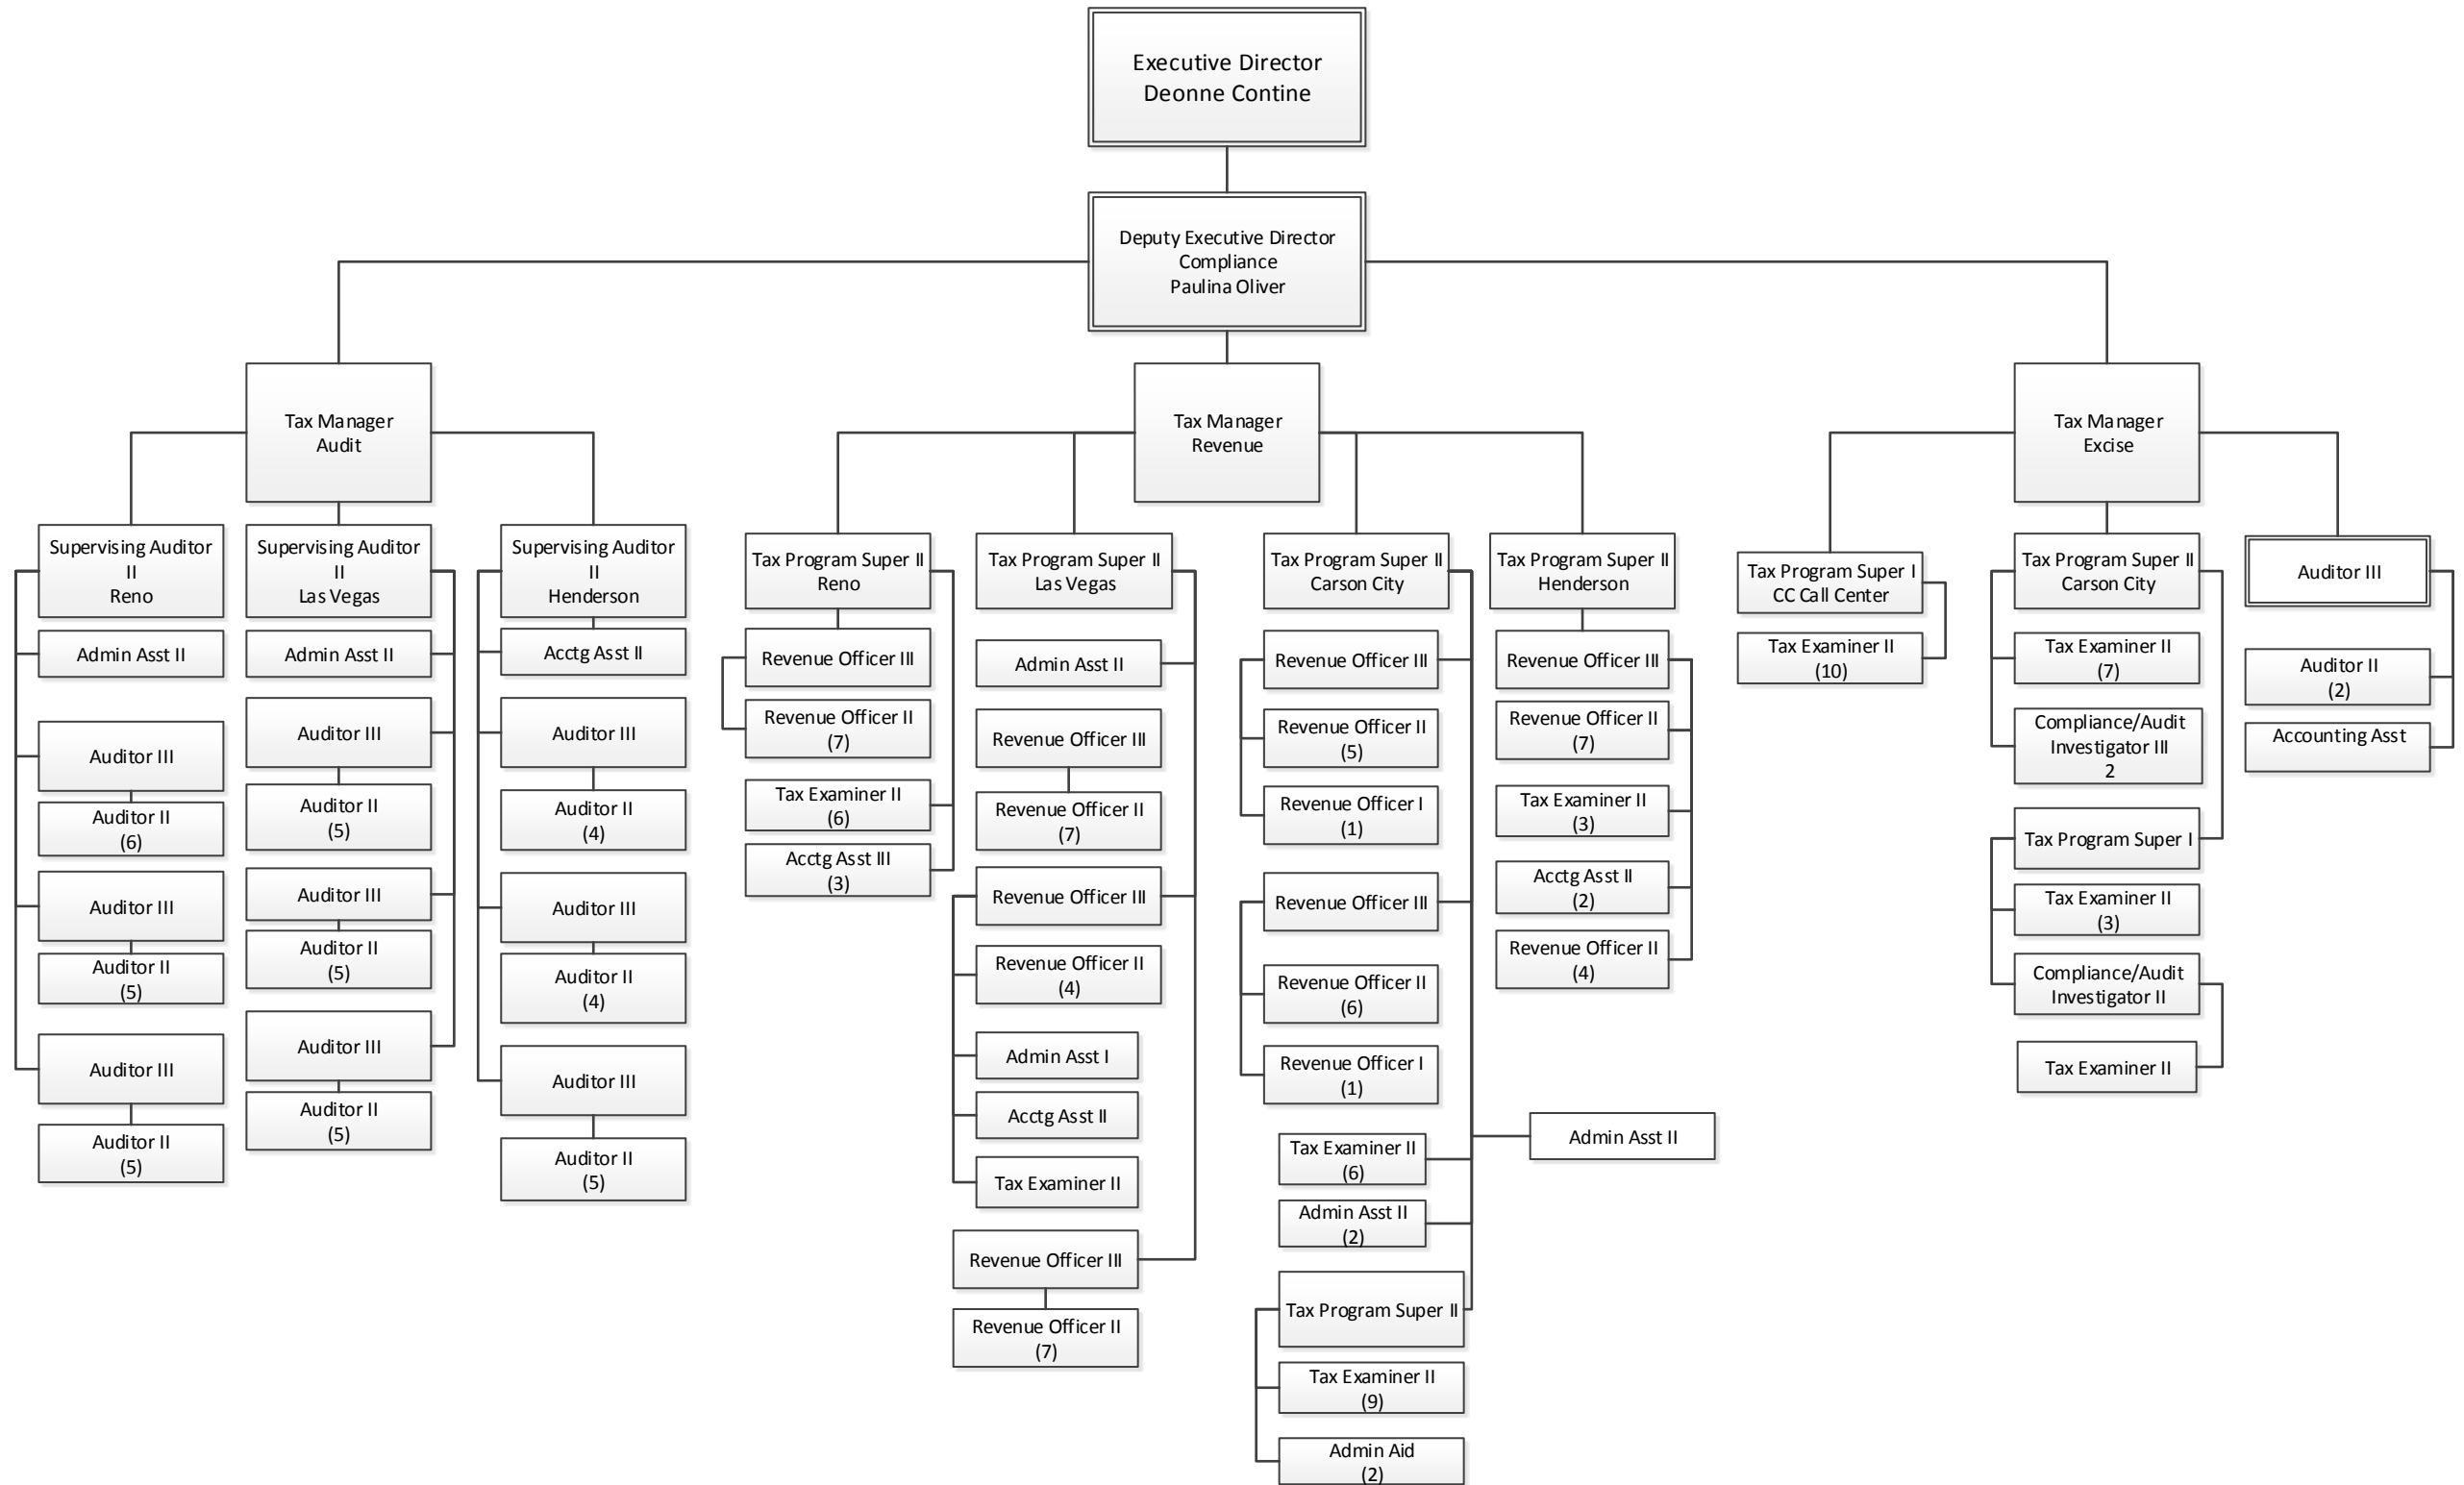 Executive Director
Deonne Contine
Deputy Executive Director
Compliance
Paulina Oliver
Tax Manager
Audit
Tax Manager
Revenue
Tax Manager
Excise
Supervising Auditor
II
Reno
Admin Asst II
Auditor III
Auditor II
(6)
Auditor III
Auditor II
(5)
Auditor III
Auditor II
(5)
Supervising Auditor
II
Las Vegas
Admin Asst II
Auditor III
Auditor II
(5)
Auditor III
Auditor II
(5)
Auditor III
Auditor II
(5)
Supervising Auditor
II
Henderson
Acctg Asst II
Auditor III
Auditor II
(4)
Auditor III
Auditor II
(4)
Auditor III
Auditor II
(5)
Tax Program Super II
Reno
Revenue Officer III
Revenue Officer II
(7)
Tax Examiner II
(6)
Acctg Asst III
(3)
Tax Program Super II
Las Vegas
Admin Asst II
Revenue Officer III
Revenue Officer II
(7)
Revenue Officer III
Revenue Officer II
(4)
Admin Asst I
Acctg Asst II
Tax Examiner II
Revenue Officer III
Revenue Officer II
(7)
Tax Program Super II
Carson City
Revenue Officer III
Revenue Officer II
(5)
Revenue Officer I
(1)
Revenue Officer III
Revenue Officer II
(6)
Revenue Officer I
(1)
Admin Asst II
Tax Examiner II
(6)
Admin Asst II
(2)
Tax Program Super II
Tax Examiner II
(9)
Admin Aid
(2)
Tax Program Super II
Henderson
Revenue Officer III
Revenue Officer II
(7)
Tax Examiner II
(3)
Acctg Asst II
(2)
Revenue Officer II
(4)
Tax Program Super I
CC Call Center
Tax Examiner II
(10)
Tax Program Super II
Carson City
Tax Examiner II
(7)
Compliance/Audit
Investigator III
2
Tax Program Super I
Tax Examiner II
(3)
Compliance/Audit
Investigator II
Tax Examiner II
Auditor III
Auditor II
(2)
Accounting Asst